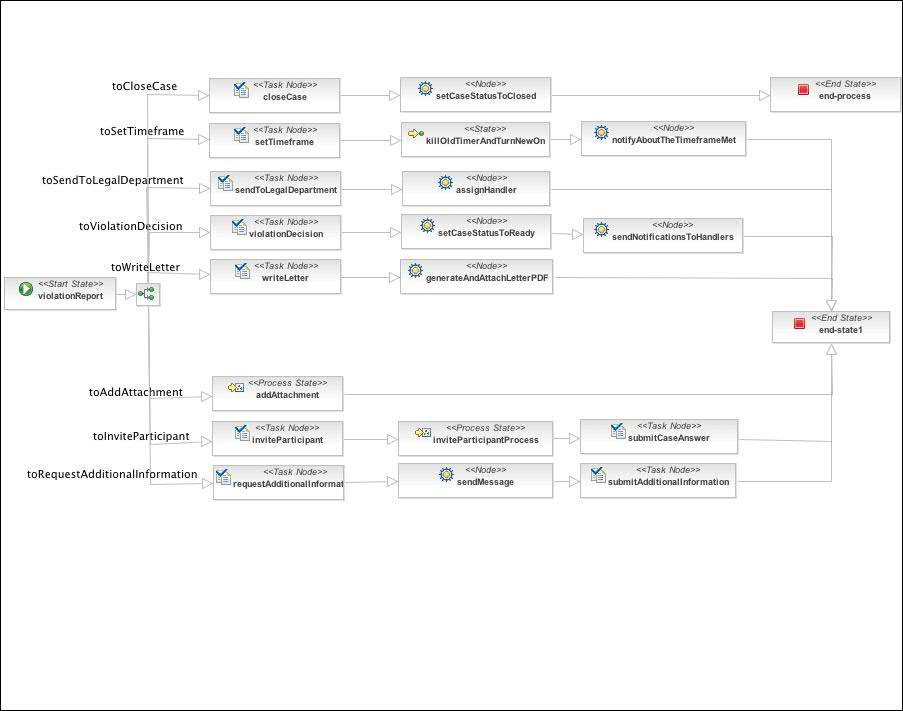 toCloseCase
<<Task Node>>
closeCase
<<Node>>
setCaseStatusToClosed
<<End State>>
end-process
toSetTimeframe
<<Task Node>>
setTimeframe
<<State>>
killOldTimerAndTurnNewOn
<<Node>>
notifyAboutTheTimeframeMet
toSendToLegalDepartment
<<Task Node>>
sendToLegalDepartment
<<Node>>
assignHandler
toViolationDecision
<<Task Node>>
violationDecision
<<Node>>
setCaseStatusToReady
<<Node>>
sendNotificationsToHandlers
toWriteLetter
<<Task Node>>
writeLetter
<<Node>>
generateAndAttachLetterPDF
<<Start State>>
violationReport
<<End State>>
end-state1
toAddAttachment
<<Process State>>
addAttachment
toInviteParticipant
<<Task Node>>
inviteParticipant
<<Process State>>
inviteParticipantProcess
<<Task Node>>
submitCaseAnswer
toRequestAdditionalInformation
<<Task Node>>
requestAdditionalInformat
<<Node>>
sendMessage
<<Task Node>>
submitAdditionalInformation